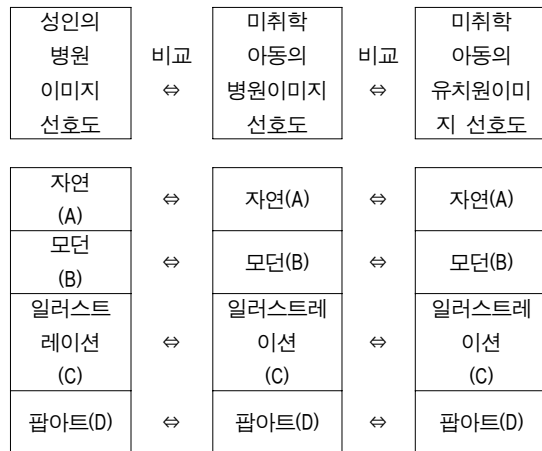 성인의
병원
이미지
선호도
비교
⇔
미취학
아동의
병원이미지
선호도
비교
⇔
미취학
아동의
유치원이미
지 선호도
자연
(A)
⇔
자연(A)
⇔
자연(A)
모던
(B)
⇔
모던(B)
⇔
모던(B)
일러스트
레이션
(C)
⇔
일러스트레
이션
(C)
⇔
일러스트레
이션
(C)
팝아트(D)
⇔
팝아트(D)
⇔
팝아트(D)